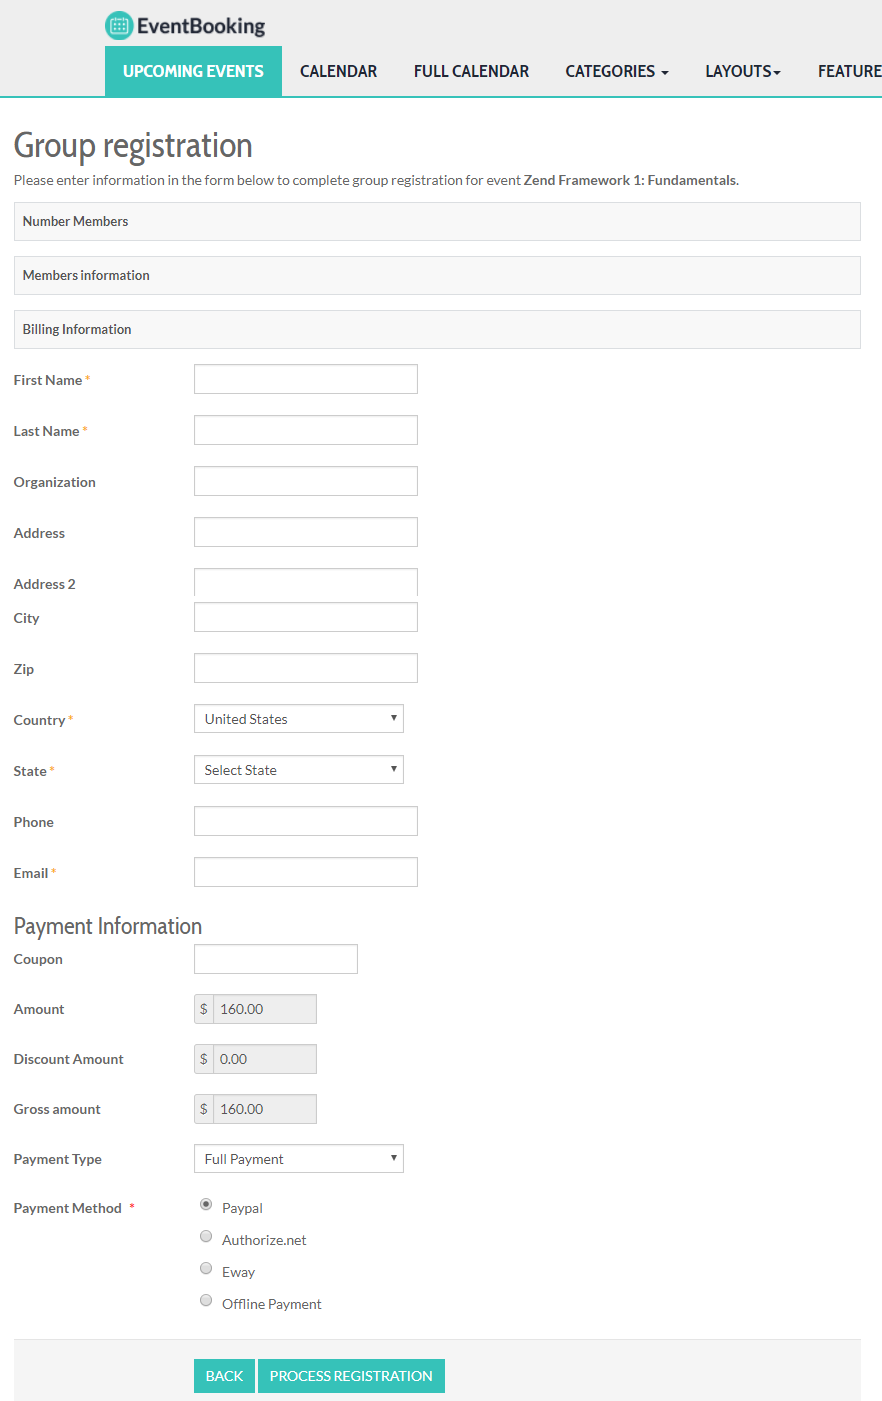 EventBooking
UPCOMING EVENTS CALENDAR FULL CALENDAR CATEGORIES LAYOUTS FEATURE
Group registration
Please enter information in the form below to complete group registration for event Zend Framework 1: Fundamentals.
Number Members
Members information
Billing Information
First Name *
Last Name *
Organization
Address
Address 2
City
Zip
Country * United States
State * Select State
Phone
Email *
Payment Information
Coupon
Amount $ 160.00
Discount Amount $ 0.00
Gross amount $ 160.00
Payment Type Full Payment
Payment Method * Paypal
Authorize.net
Eway
Offline Payment
BACK PROCESS REGISTRATION